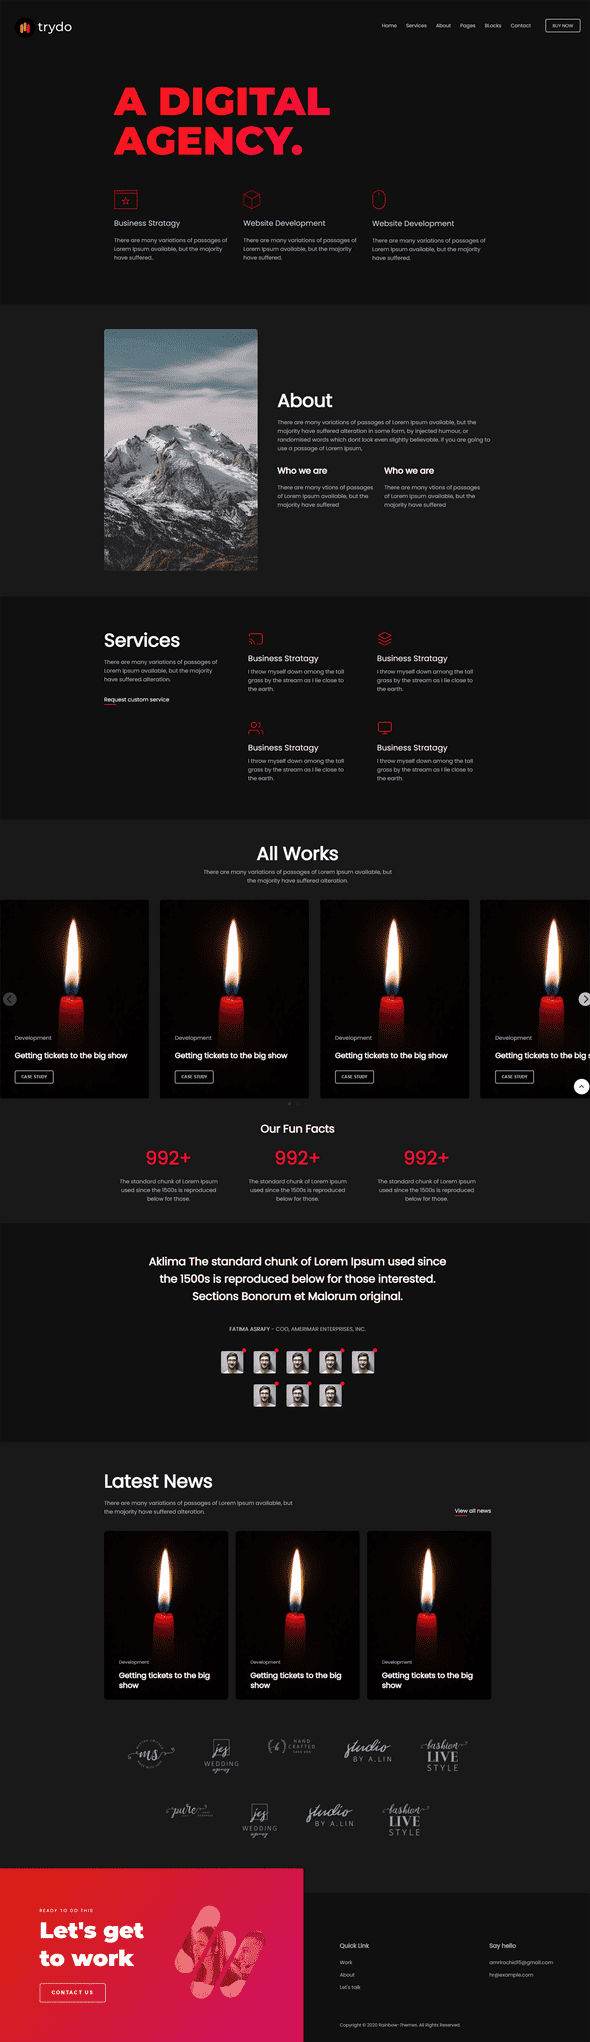 trydo
Home Services About Pages BLocks Contact BUY NOW
A DIGITAL
AGENCY.
Business Stratagy
There are many variations of passages of
Lorem Ipsum available, but the majority
have suffered..
Website Development
There are many variations of passages of
Lorem Ipsum available, but the majority
have suffered.
Website Development
There are many variations of passages of
Lorem Ipsum available, but the majority
have suffered.
About
There are many variations of passages of Lorem Ipsum available, but the
majority have suffered alteration in some form, by injected humour, or
randomised words which dont look even slightly believable. If you are going to
use a passage of Lorem Ipsum,
Who we are
There are many vtions of passages
of Lorem Ipsum available, but the
majority have suffered
Who we are
There are many vtions of passages
of Lorem Ipsum available, but the
majority have suffered
Services
There are many variations of passages of
Lorem Ipsum available, but the majority
have suffered alteration.
Request custom service
Business Stratagy
I throw myself down among the tall
grass by the stream as I lie close to
the earth.
Business Stratagy
I throw myself down among the tall
grass by the stream as I lie close to
the earth.
Business Stratagy
I throw myself down among the tall
grass by the stream as I lie close to
the earth.
Business Stratagy
I throw myself down among the tall
grass by the stream as I lie close to
the earth.
All Works
There are many variations of passages of Lorem Ipsum available, but
the majority have suffered alteration.
Development
Getting tickets to the big show
CASE STUDY
Development
Getting tickets to the big show
CASE STUDY
Development
Getting tickets to the big show
CASE STUDY
Development
Getting tickets to the big s
CASE STUDY
Our Fun Facts
992+
The standard chunk of Lorem Ipsum
used since the 1500s is reproduced
below for those.
992+
The standard chunk of Lorem Ipsum
used since the 1500s is reproduced
below for those.
992+
The standard chunk of Lorem Ipsum
used since the 1500s is reproduced
below for those.
Aklima The standard chunk of Lorem Ipsum used since
the 1500s is reproduced below for those interested.
Sections Bonorum et Malorum original.
FATIMA ASRAFY - COO, AMERIMAR ENTERPRISES, INC.
Latest News
There are many variations of passages of Lorem Ipsum available, but
the majority have suffered alteration.
View all news
Development
Getting tickets to the big
show
Development
Getting tickets to the big
show
Development
Getting tickets to the big
show
ms
jes
WEDDING
agency
h
HAND
CRAFTED
studio
BY A.LIN
fashion
LIVE
STYLE
pure
jes
WEDDING
agency
studio
BY A.LIN
fashion
LIVE
STYLE
READY TO DO THIS
Let's get
to work
CONTACT US
Quick Link
Work
About
Let's talk
Say hello
hr@example.com
Copyright © 2020 Rainbow-Themes. All Rights Reserved.